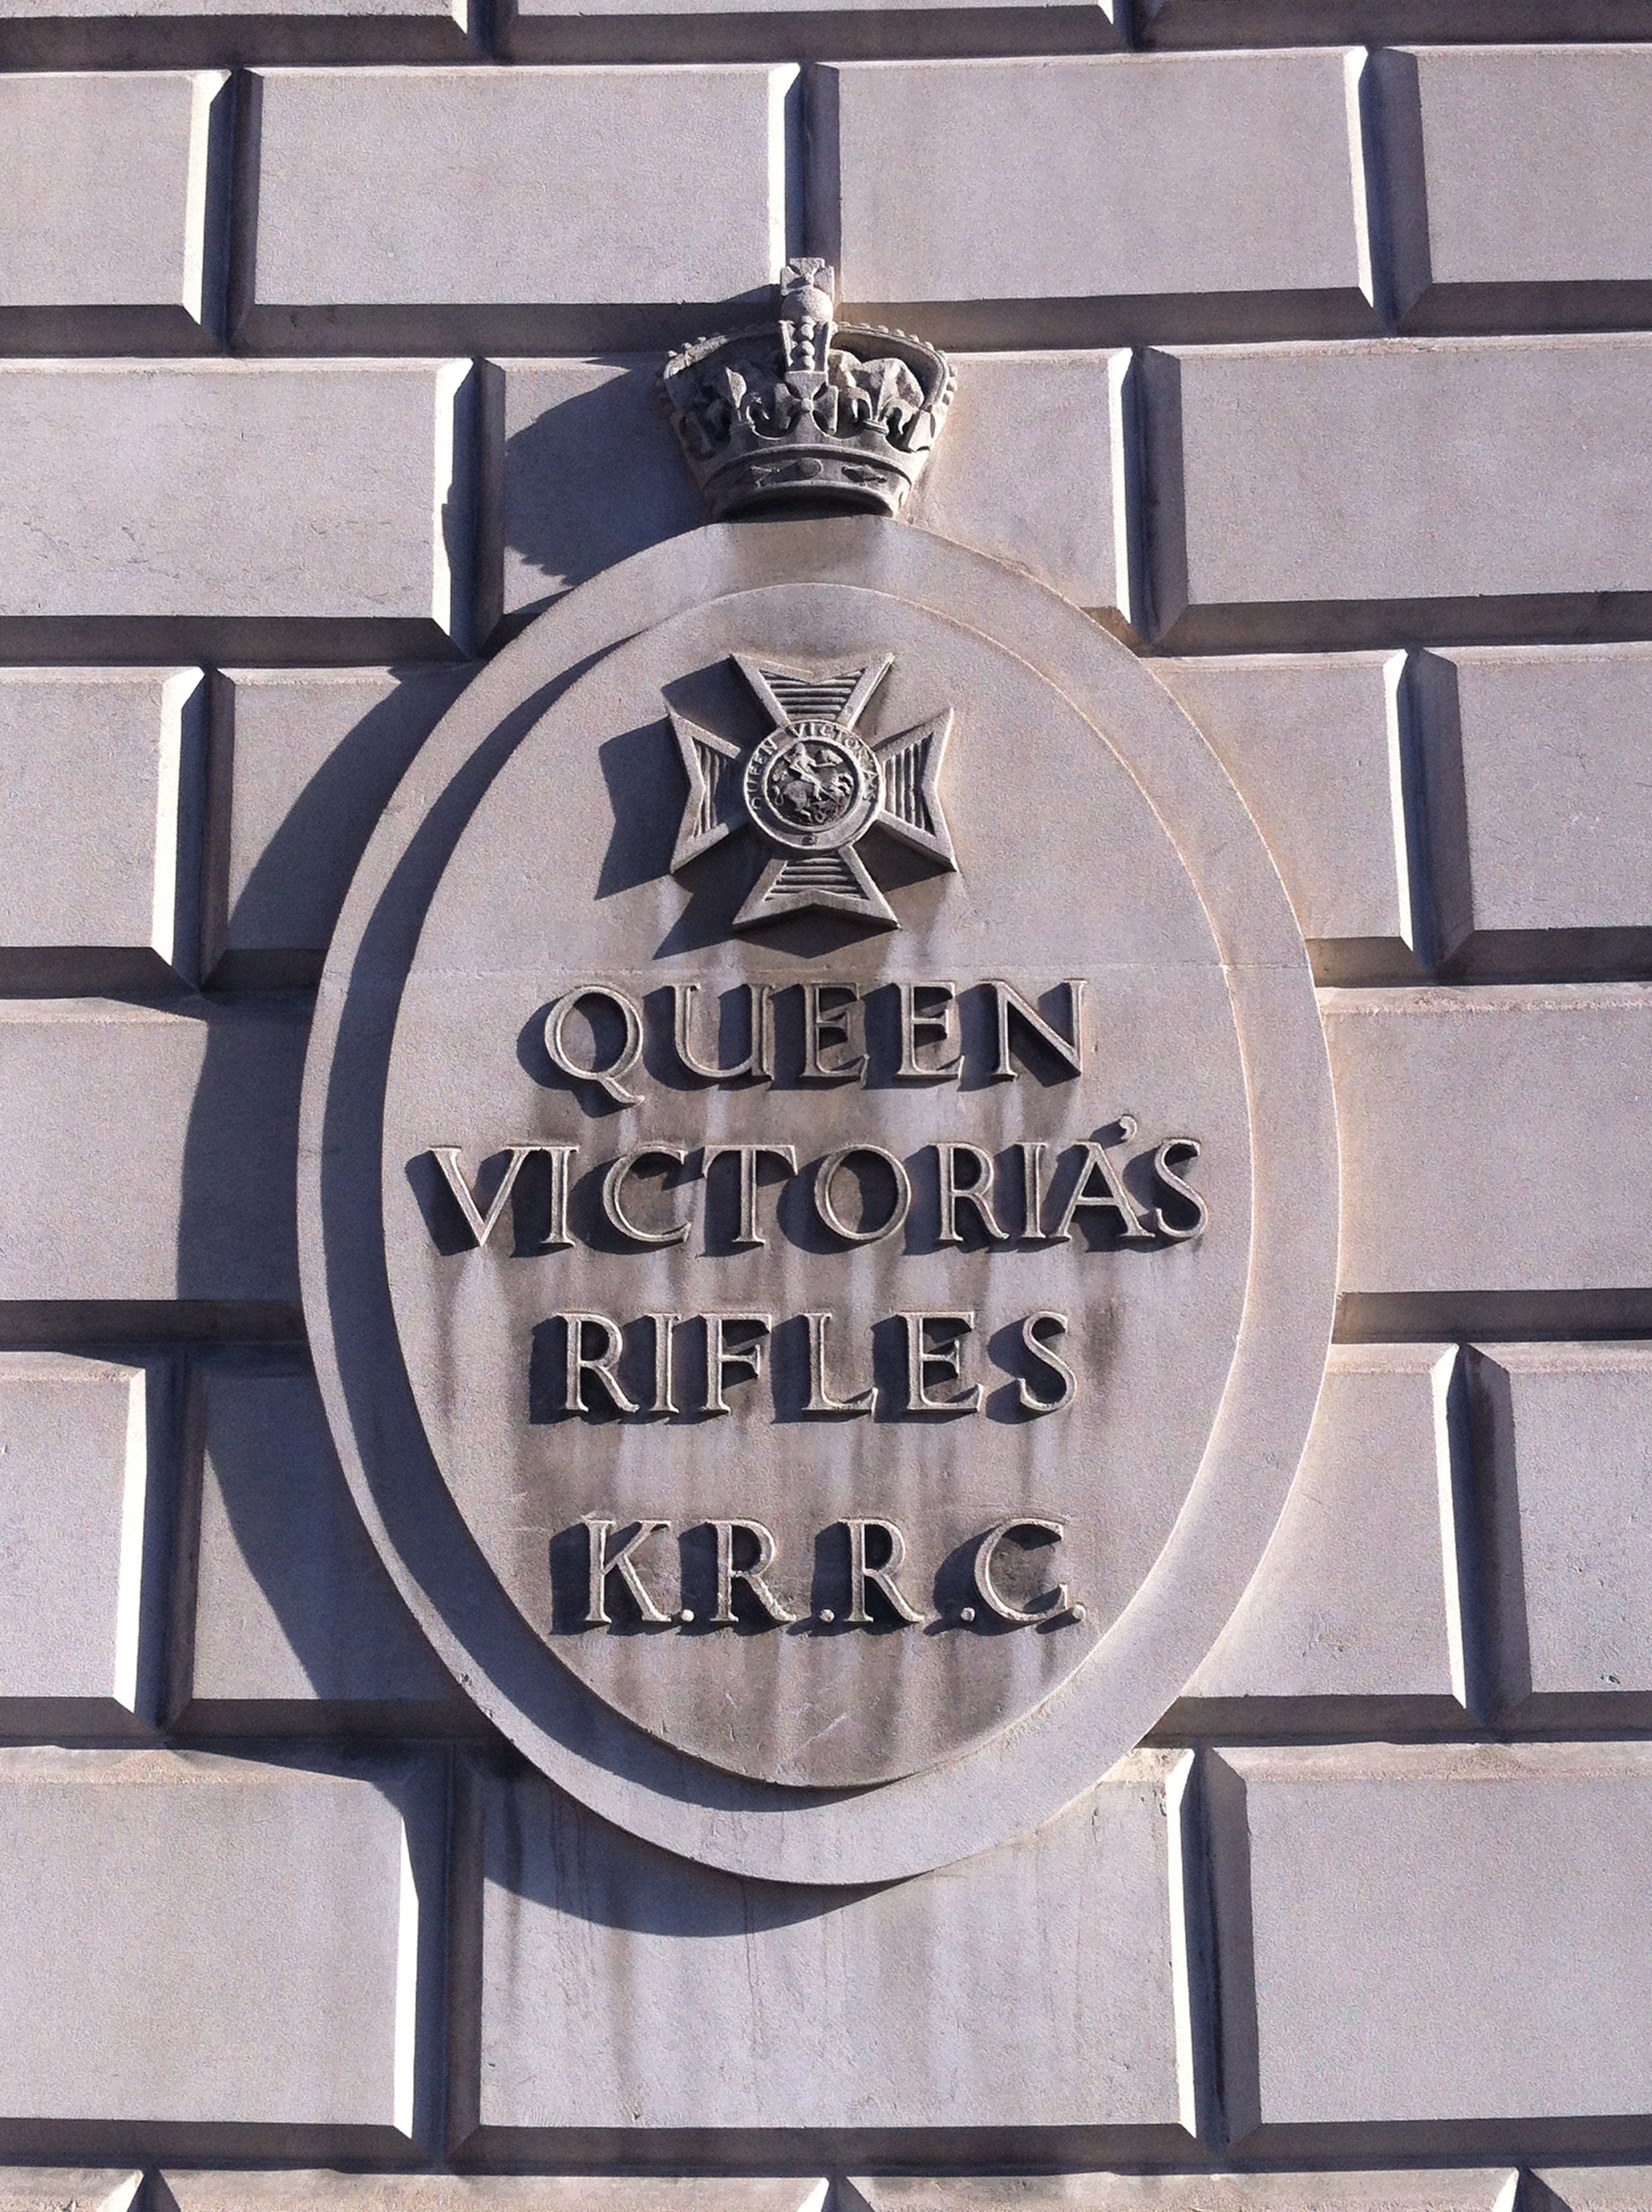 QUEEN VICTORIA'S
QUEEN
VICTORIA'S
RIFLES
K.R.R.C.